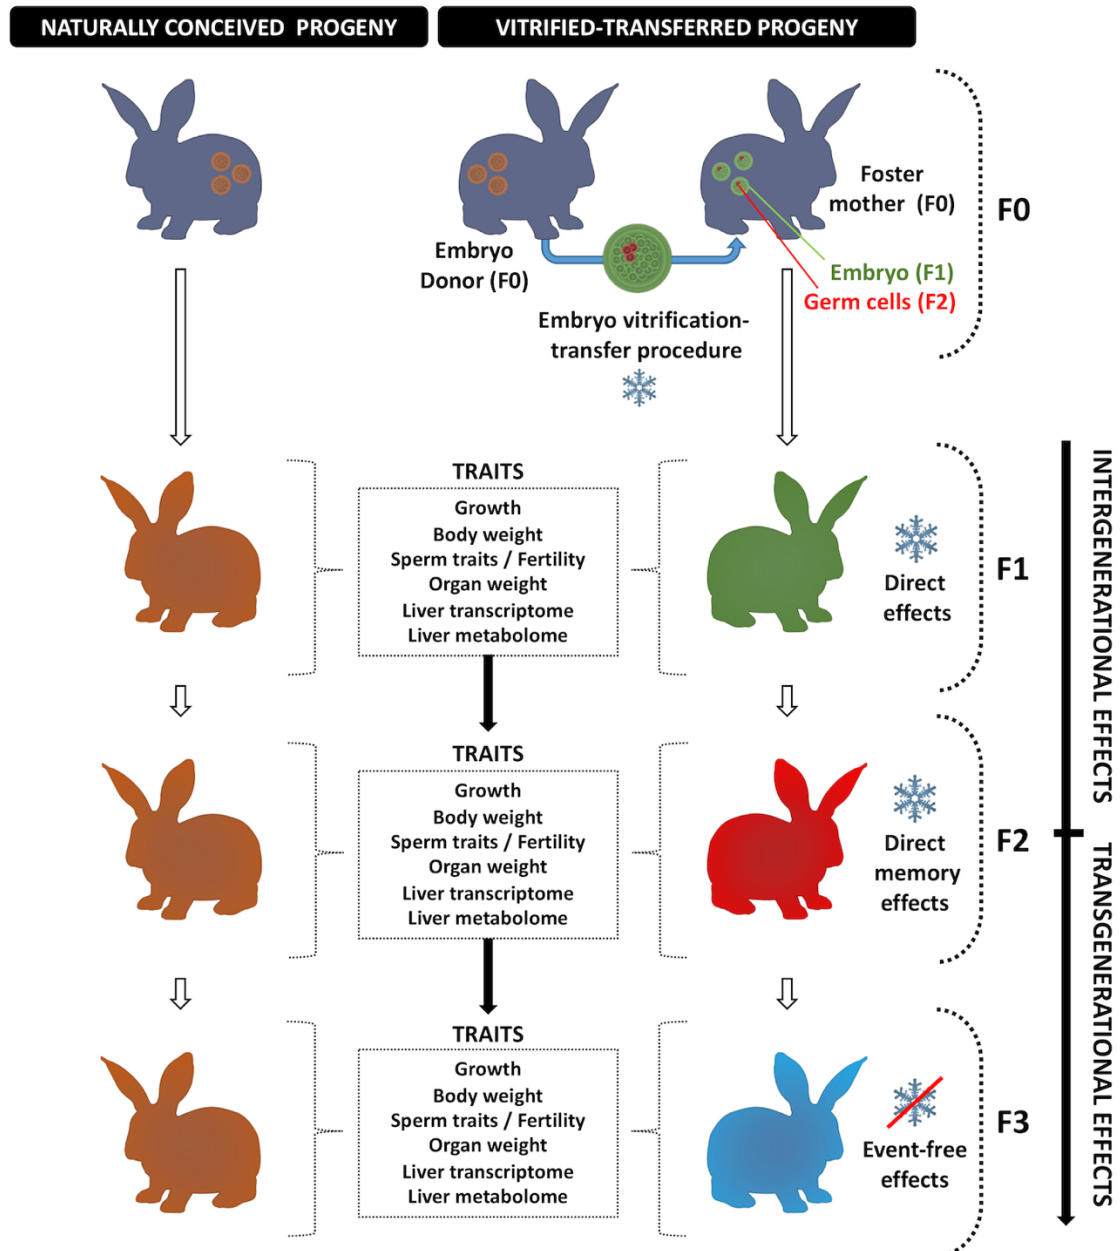 NATURALLY CONCEIVED PROGENY
VITRIFIED-TRANSFERRED PROGENY
Foster
mother (F0)
F0
Embryo
Donor (F0)
Embryo (F1)
Germ cells (F2)
Embryo vitrification-
transfer procedure
TRAITS
Growth
Body weight
Sperm traits / Fertility
Organ weight
Liver transcriptome
Liver metabolome
Direct
effects
F1
INTERGENERATIONAL EFFECTS
TRAITS
Growth
Body weight
Sperm traits / Fertility
Organ weight
Liver transcriptome
Liver metabolome
Direct
memory
effects
F2
TRANSGENERATIONAL EFFECTS
TRAITS
Growth
Body weight
Sperm traits / Fertility
Organ weight
Liver transcriptome
Liver metabolome
Event-free
effects
F3